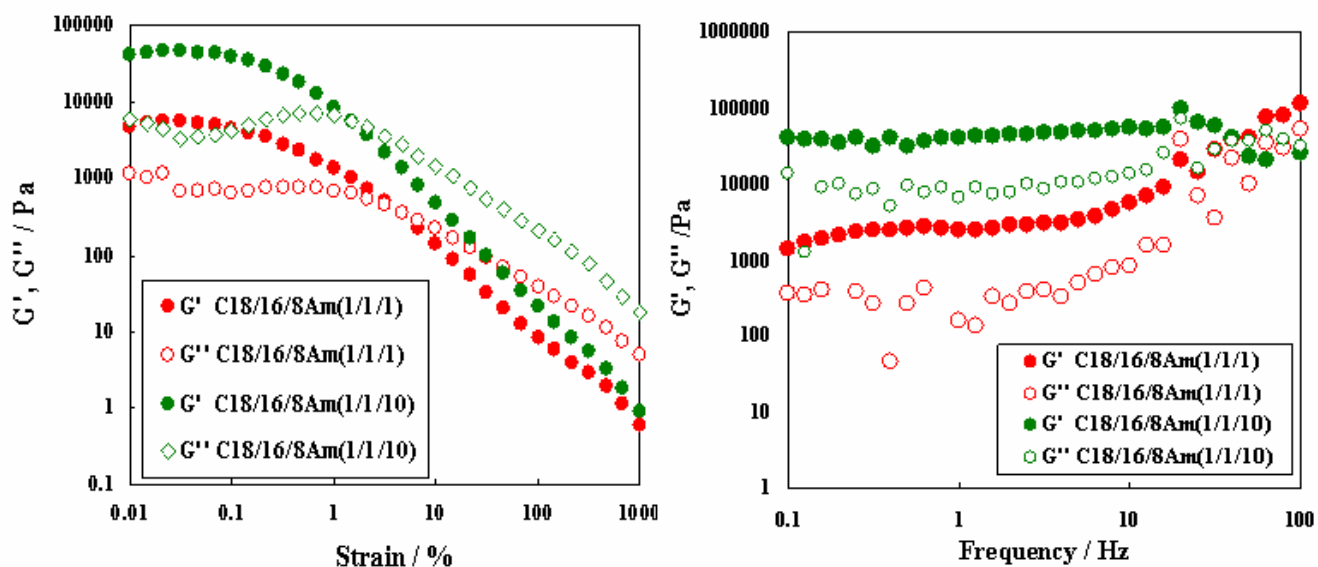 100000
10000
1000
100
10
1
0.1
G', G'' / Pa
G' C18/16/8Am(1/1/1)
G'' C18/16/8Am(1/1/1)
G' C18/16/8Am(1/1/10)
G'' C18/16/8Am(1/1/10)
0.01 0.1 1 10 100 1000
Strain / %
1000000
100000
10000
1000
100
10
1
G', G'' /Pa
G' C18/16/8Am(1/1/1)
G'' C18/16/8Am(1/1/1)
G' C18/16/8Am(1/1/10)
G'' C18/16/8Am(1/1/10)
0.1 1 10 100
Frequency / Hz